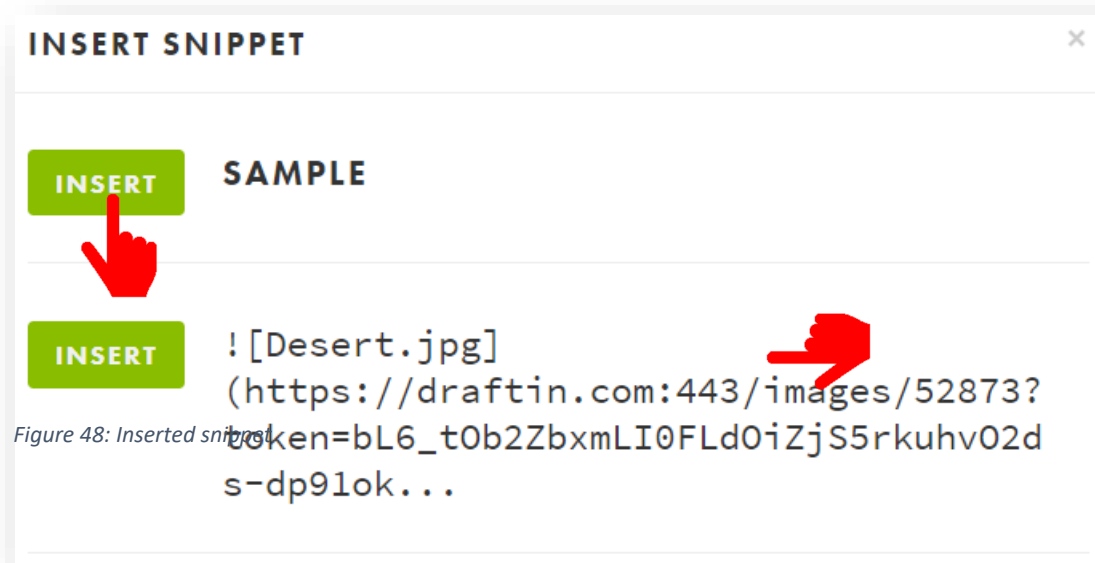 INSERT SNIPPET ×
INSERT SAMPLE
INSERT ![Desert.jpg]
(https://draftin.com:443/images/52873?
Figure 48: Inserted snippet
token=bL6_tOb2ZbxmLI0FLdOiZjS5rkuhvO2d
s-dp91ok...